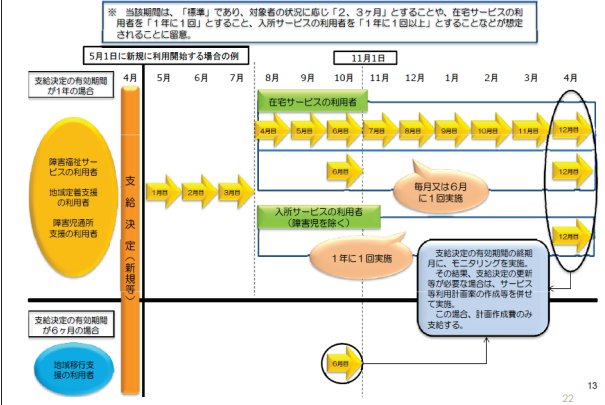 ※ 当該期間は、「標準」であり、対象者の状況に応じ「2、3ヶ月」とすることや、在宅サービスの利
用者を「1年に1回」とすること、入所サービスの利用者を「1年に1回以上」とすることなどが想定
されることに留意。
5月1日に新規に利用開始する場合の例
11月1日
支給決定の有効期間
が1年の場合
4月
5月
6月
7月
8月
9月
10月
11月
12月
1月
2月
3月
4月
在宅サービスの利用者
4月目
5月目
6月目
7月目
8月目
9月目
10月目
11月目
12月目
障害福祉サー
ビスの利用者
地域定着支援
の利用者
障害児通所
支援の利用者
支給決定（新規等）
1月目
2月目
3月目
6月目
12月目
毎月又は6月
に1回実施
入所サービスの利用者
（障害児を除く）
12月目
1年に1回実施
支給決定の有効期間の終期
月に、モニタリングを実施。
その結果、支給決定の更新
等が必要な場合は、サービス
等利用計画案の作成等を併せ
て実施。
この場合、計画作成費のみ
支給する。
支給決定の有効期間
が6ヶ月の場合
地域移行支
援の利用者
6月目
13
22